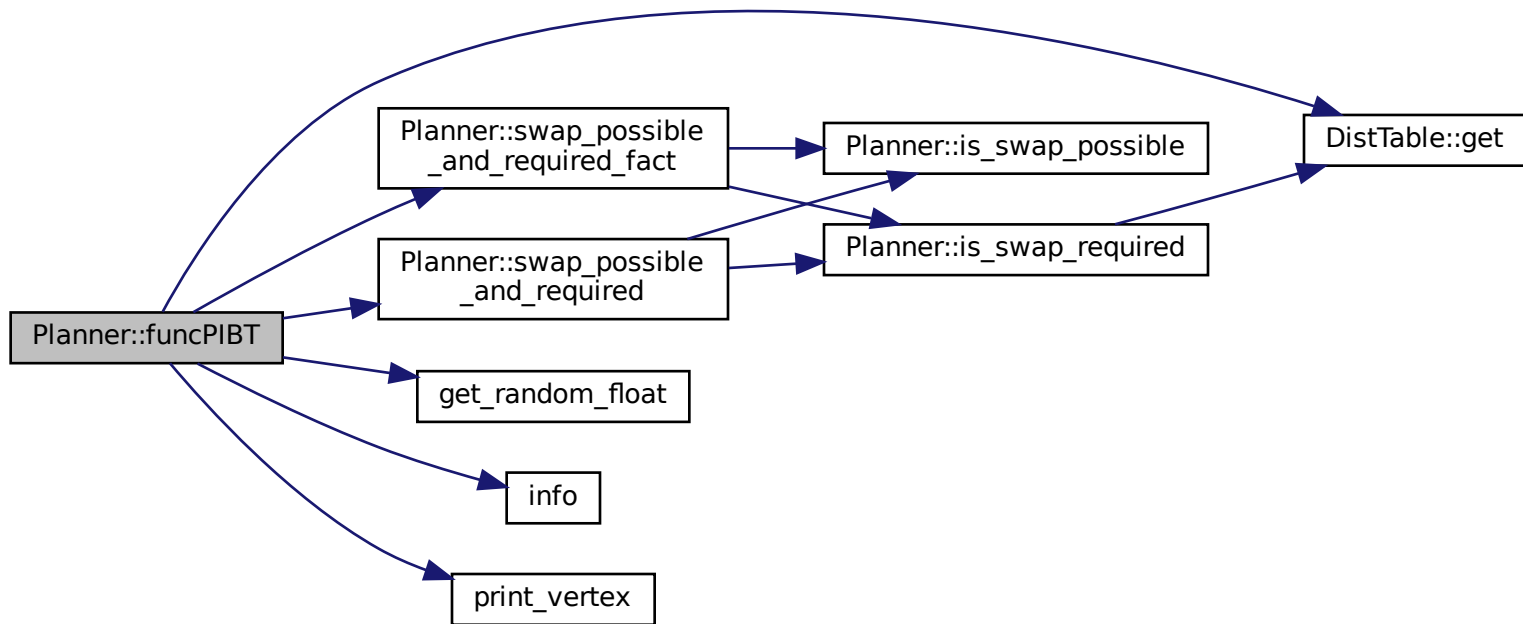 Planner::funcPIBT
Planner::swap_possible
_and_required_fact
Planner::swap_possible
_and_required
get_random_float
info
print_vertex
Planner::is_swap_possible
Planner::is_swap_required
DistTable::get